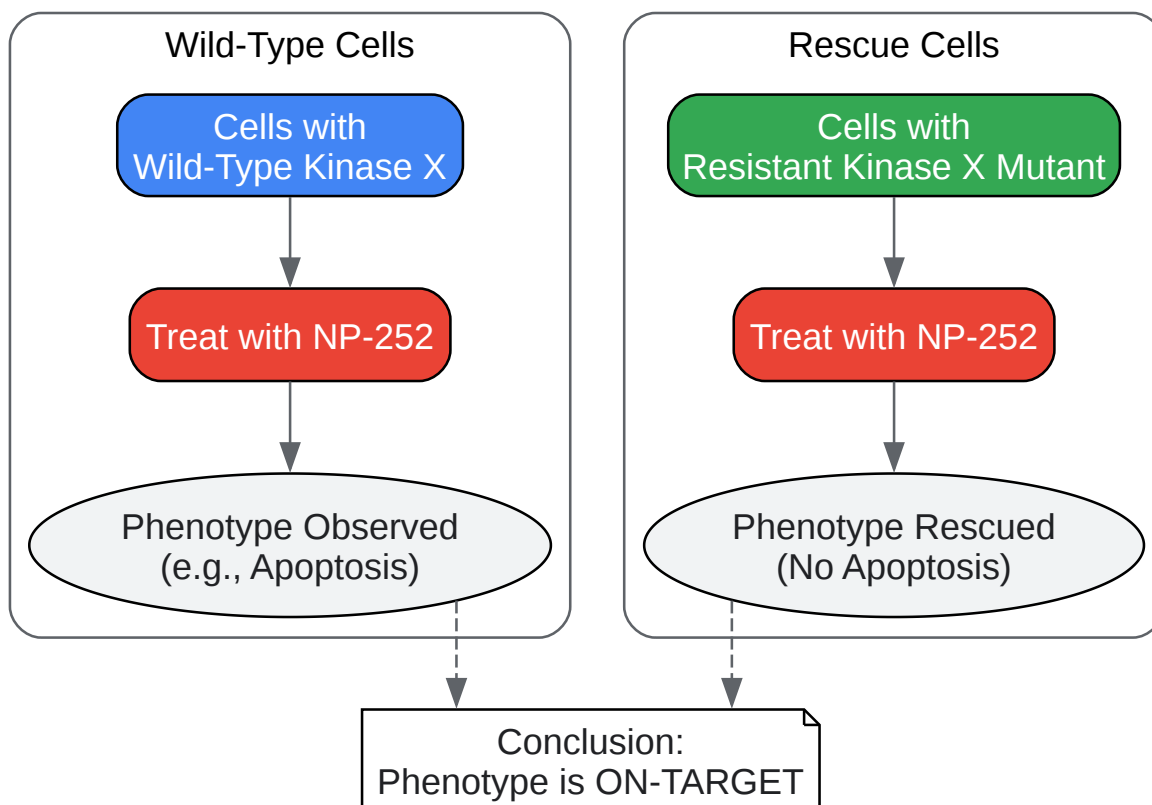 Wild-Type Cells
Cells with
Wild-Type Kinase X
Treat with NP-252
Phenotype Observed
(e.g., Apoptosis)
Rescue Cells
Cells with
Resistant Kinase X Mutant
Treat with NP-252
Phenotype Rescued
(No Apoptosis)
Conclusion:
Phenotype is ON-TARGET